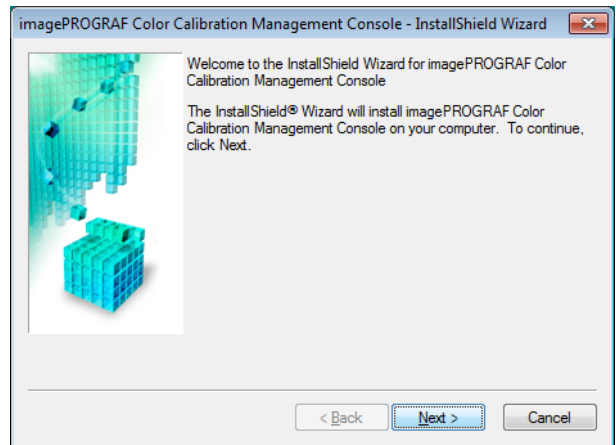 imagePROGRAF Color Calibration Management Console - InstallShield Wizard
Welcome to the InstallShield Wizard for imagePROGRAF Color
Calibration Management Console
The InstallShield® Wizard will install imagePROGRAF Color
Calibration Management Console on your computer. To continue,
click Next.
< Back Next > Cancel